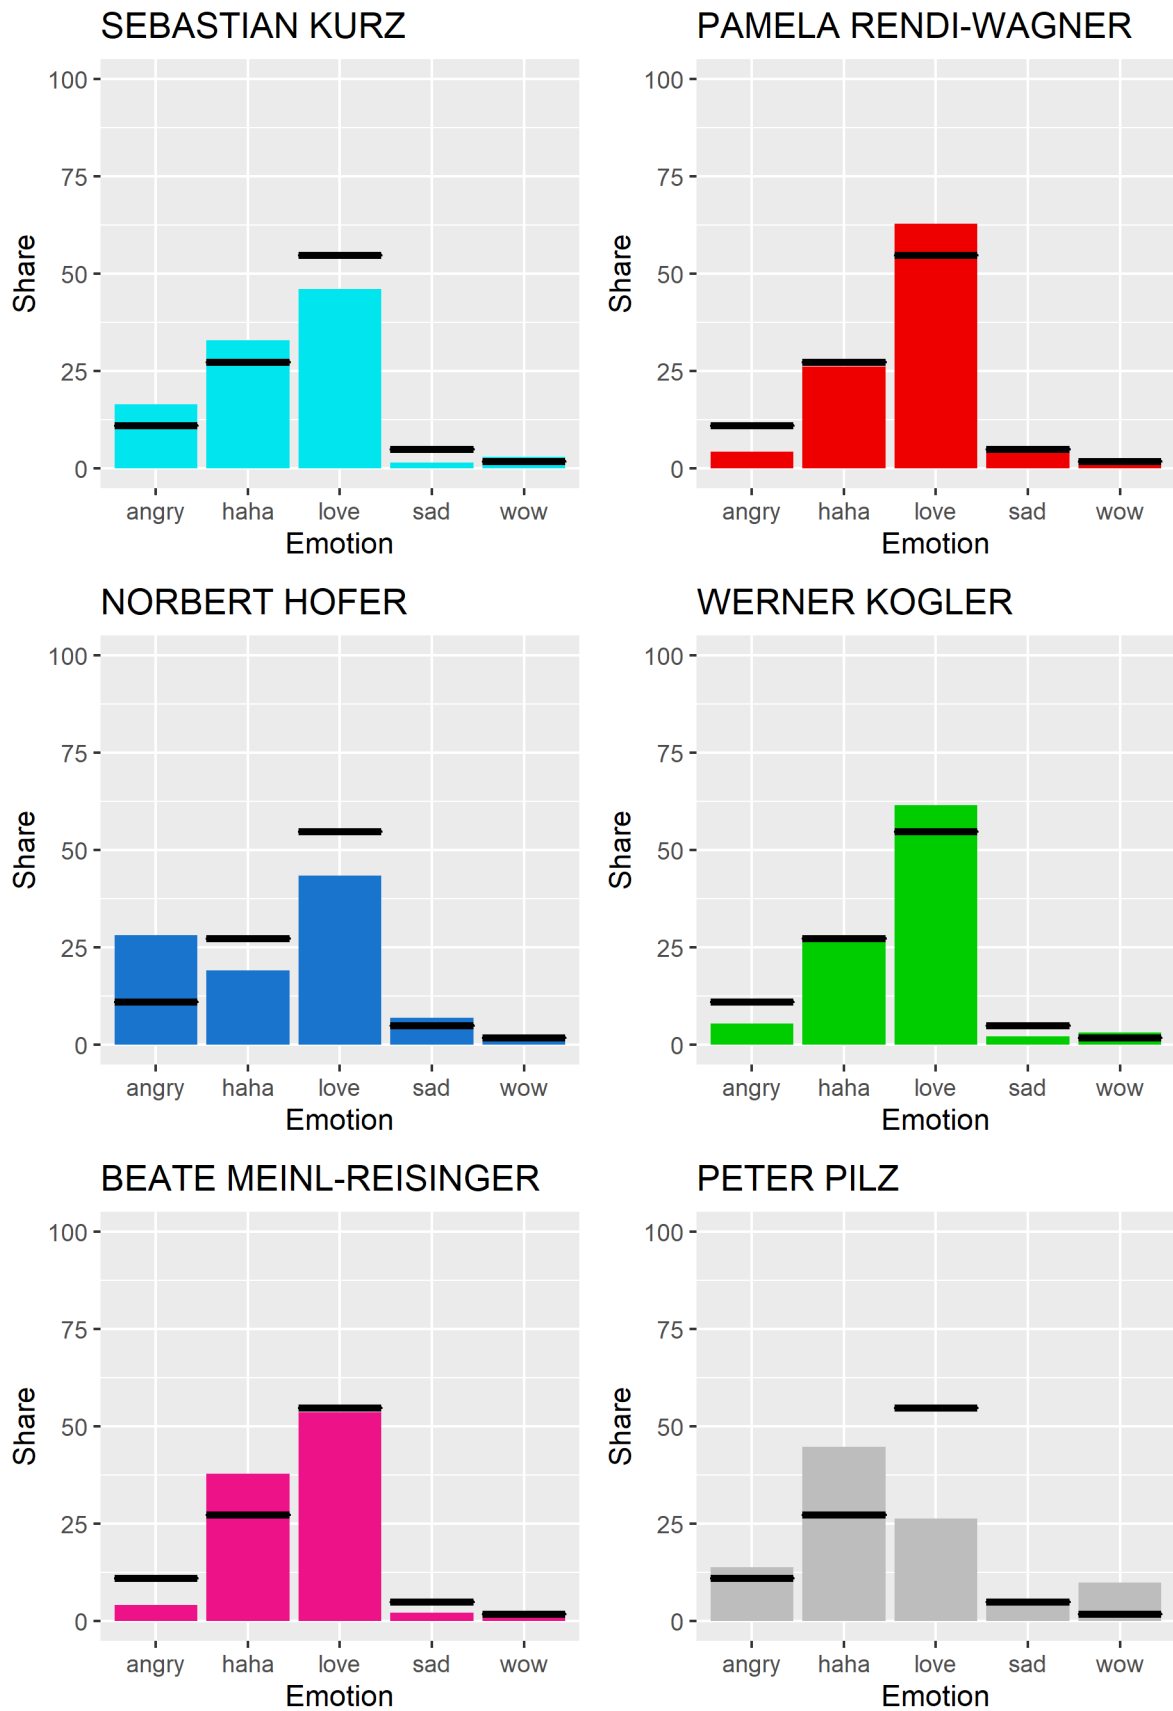 SEBASTIAN KURZ
100
75
50
25
0
Share
angry haha love sad wow
Emotion
PAMELA RENDI-WAGNER
100
75
50
25
0
Share
angry haha love sad wow
Emotion
NORBERT HOFER
100
75
50
25
0
Share
angry haha love sad wow
Emotion
WERNER KOGLER
100
75
50
25
0
Share
angry haha love sad wow
Emotion
BEATE MEINL-REISINGER
100
75
50
25
0
Share
angry haha love sad wow
Emotion
PETER PILZ
100
75
50
25
0
Share
angry haha love sad wow
Emotion